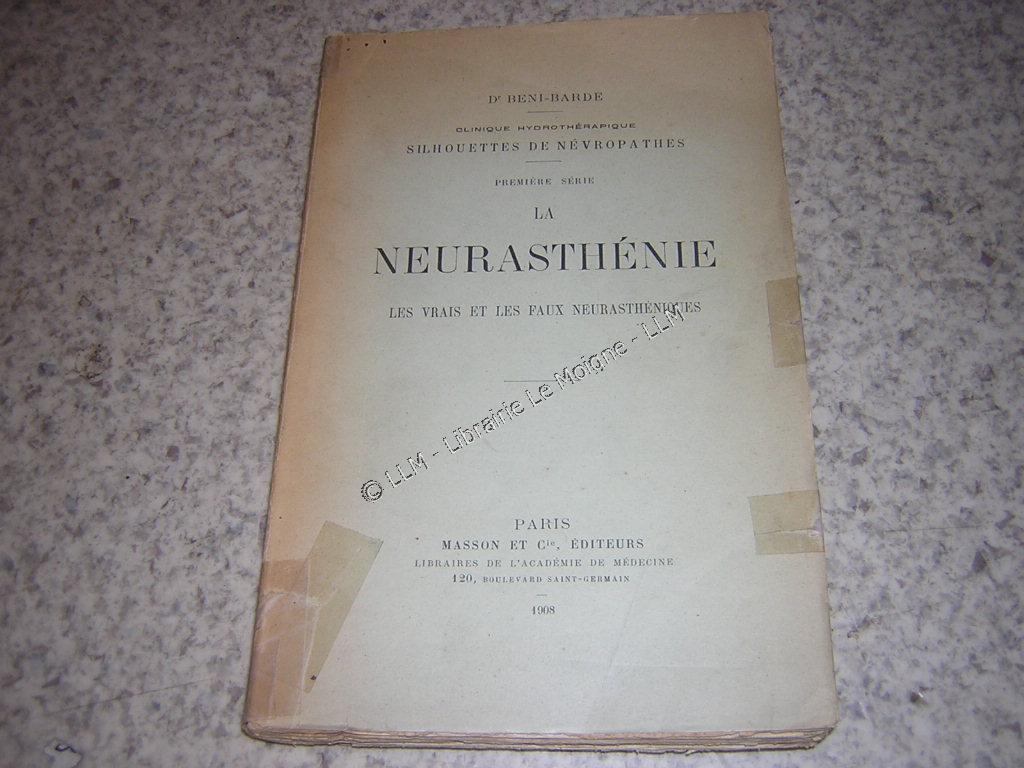 Dr BENI-BARDE
CLINIQUE HYDROTHÉRAPIQUE
SILHOUETTES DE NÉVROPATHES
PREMIÈRE SÉRIE
LA
NEURASTHÉNIE
LES VRAIS ET LES FAUX NEURASTHÉNIQUES
© LLM - Librairie Le Moigne - LLM
PARIS
MASSON ET Cie, ÉDITEURS
LIBRAIRES DE L'ACADÉMIE DE MÉDECINE
120, BOULEVARD SAINT-GERMAIN
1908